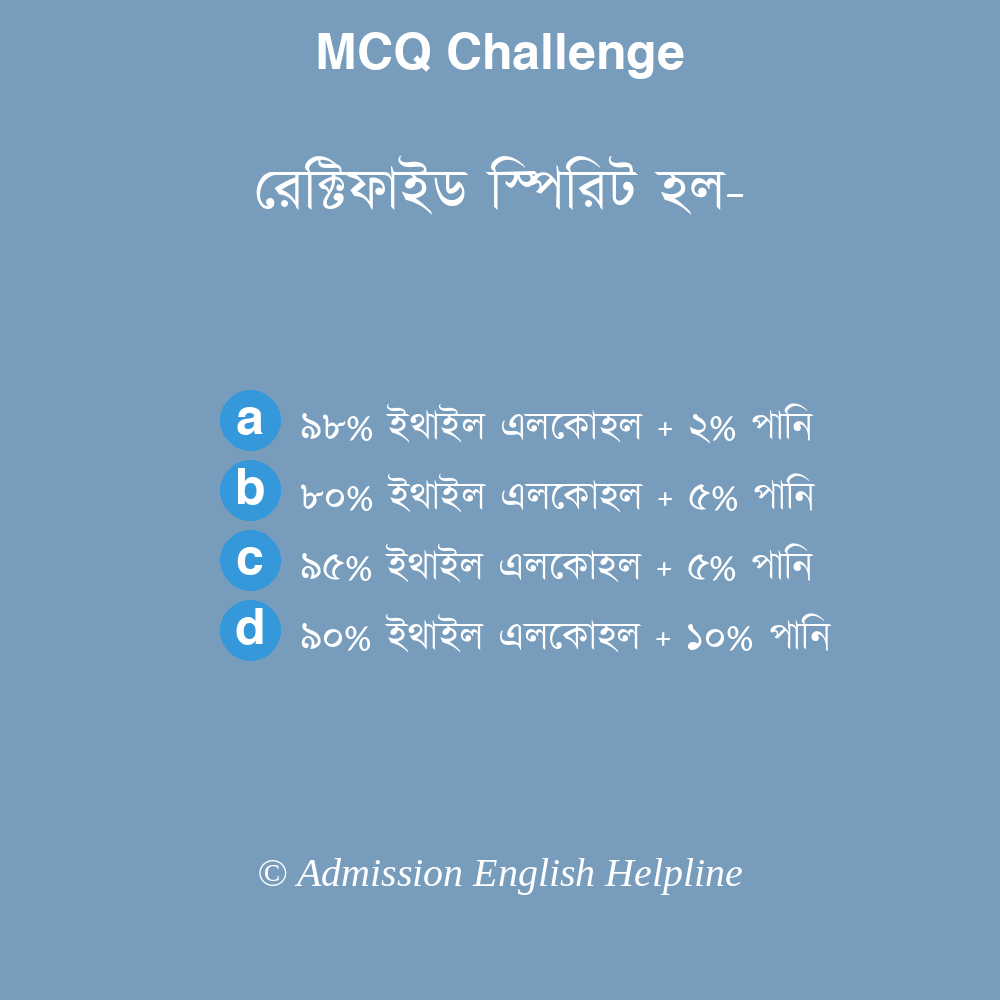 MCQ Challenge
রেক্টিফাইড স্পিরিট হল-
a ৯৮% ইথাইল এলকোহল + ২% পানি
b ৮০% ইথাইল এলকোহল + ৫% পানি
c ৯৫% ইথাইল এলকোহল + ৫% পানি
d ৯০% ইথাইল এলকোহল + ১০% পানি
© Admission English Helpline